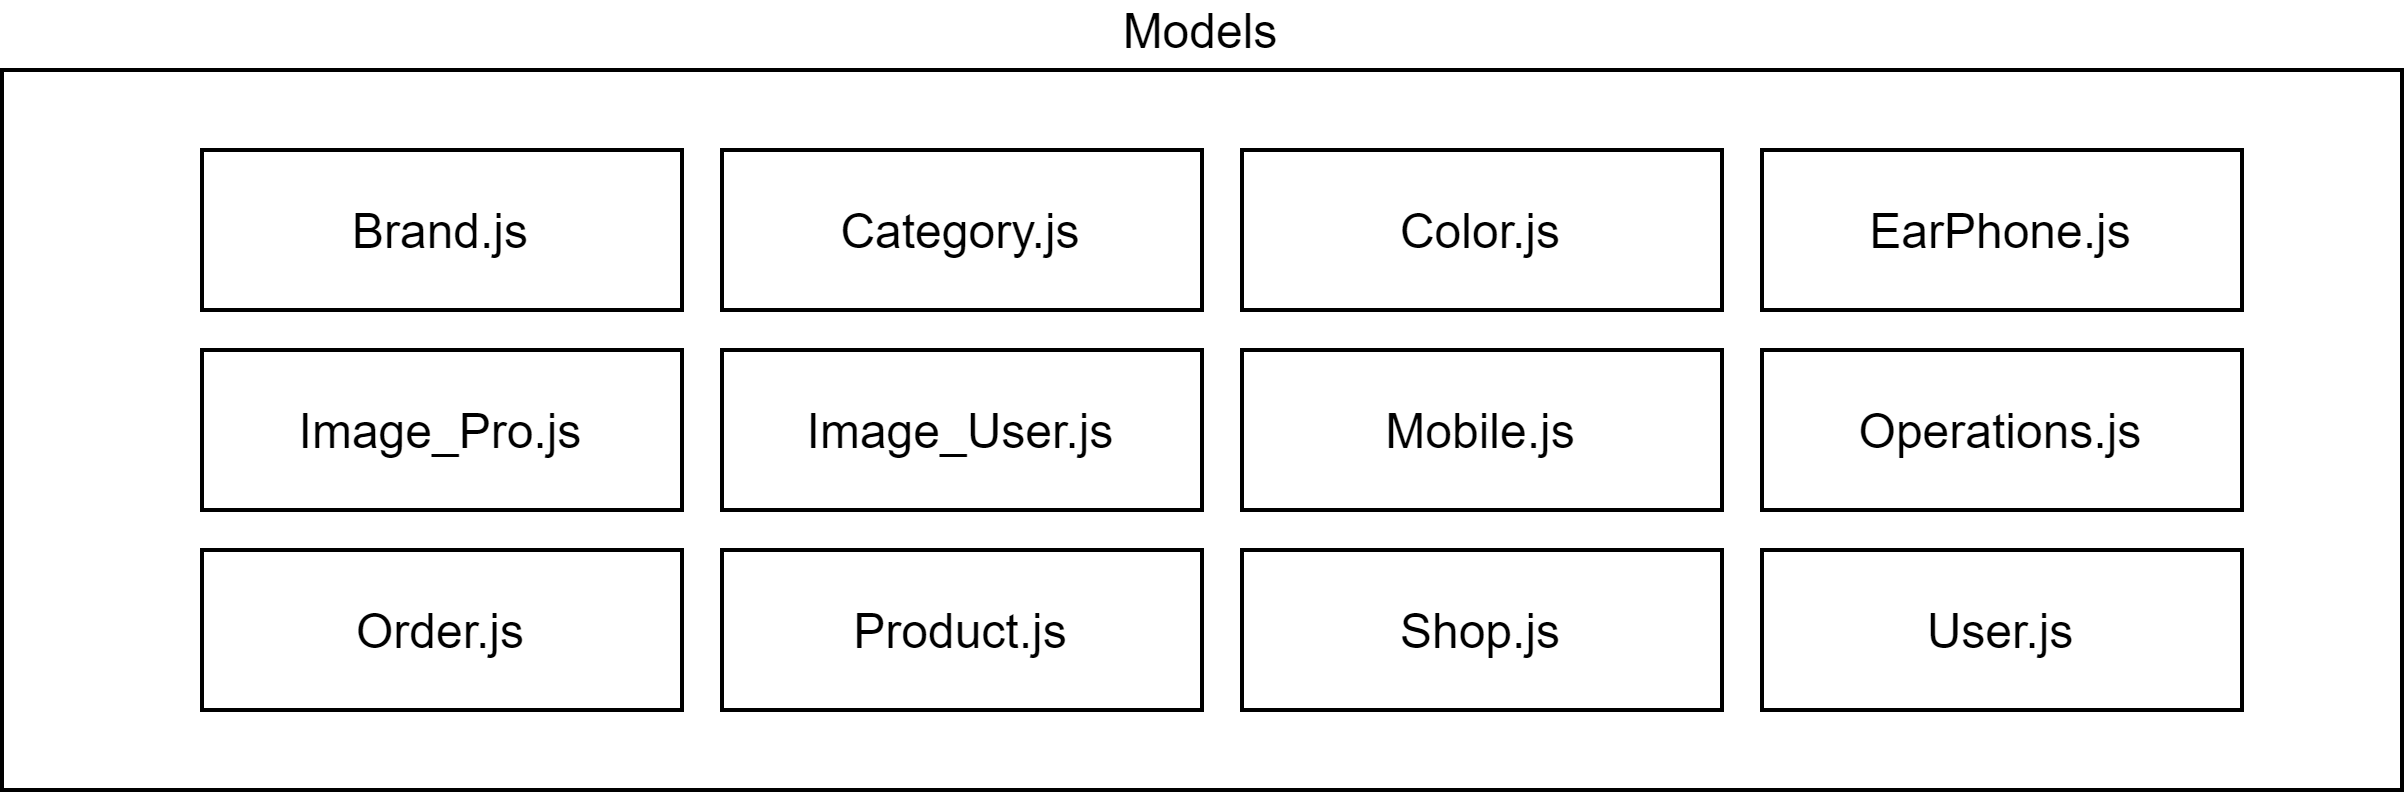 Models
Brand.js
Category.js
Color.js
EarPhone.js
Image_Pro.js
Image_User.js
Mobile.js
Operations.js
Order.js
Product.js
Shop.js
User.js